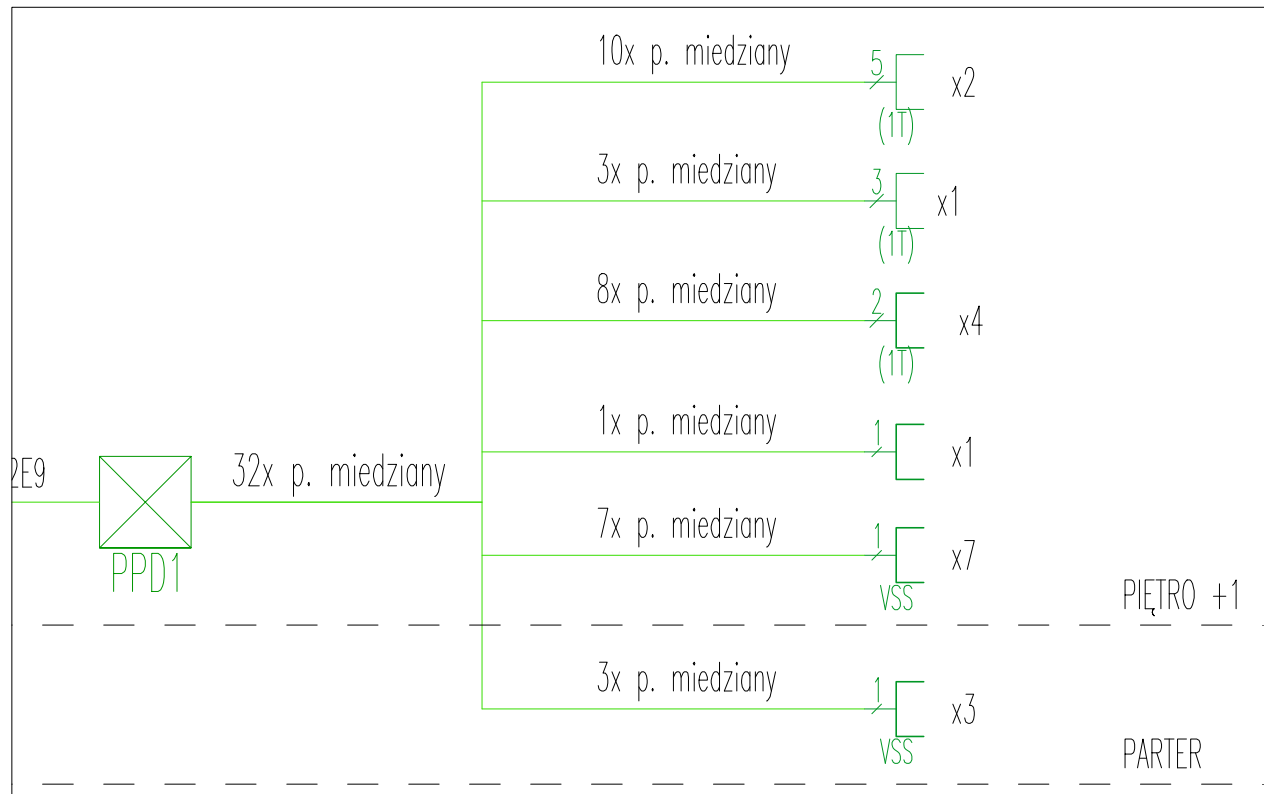 10x p. miedziany
5
x2
(1T)
3x p. miedziany
3
x1
(1T)
8x p. miedziany
2
x4
(1T)
1x p. miedziany
1
x1
2E9
32x p. miedziany
PPD1
7x p. miedziany
1
x7
VSS
PIĘTRO +1
3x p. miedziany
1
x3
VSS
PARTER